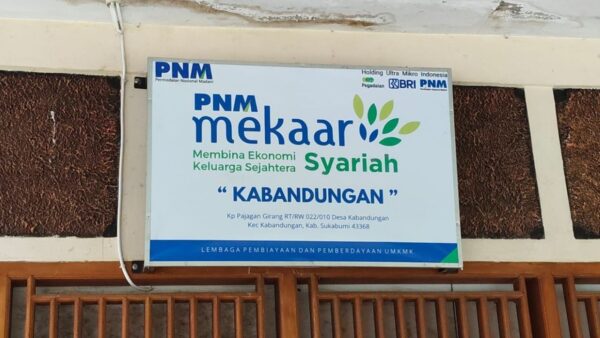 PNM
Permodalan Nasional Madani
Holding Ultra Mikro Indonesia
Pegadaian BRI PNM
PNM
mekaar
Membina Ekonomi
Keluarga Sejahtera
Syariah
“ KABANDUNGAN ”
Kp Pajagan Girang RT/RW 022/010 Desa Kabandungan
Kec Kabandungan, Kab. Sukabumi 43368
LEMBAGA PEMBIAYAAN DAN PEMBERDAYAAN UMKMK